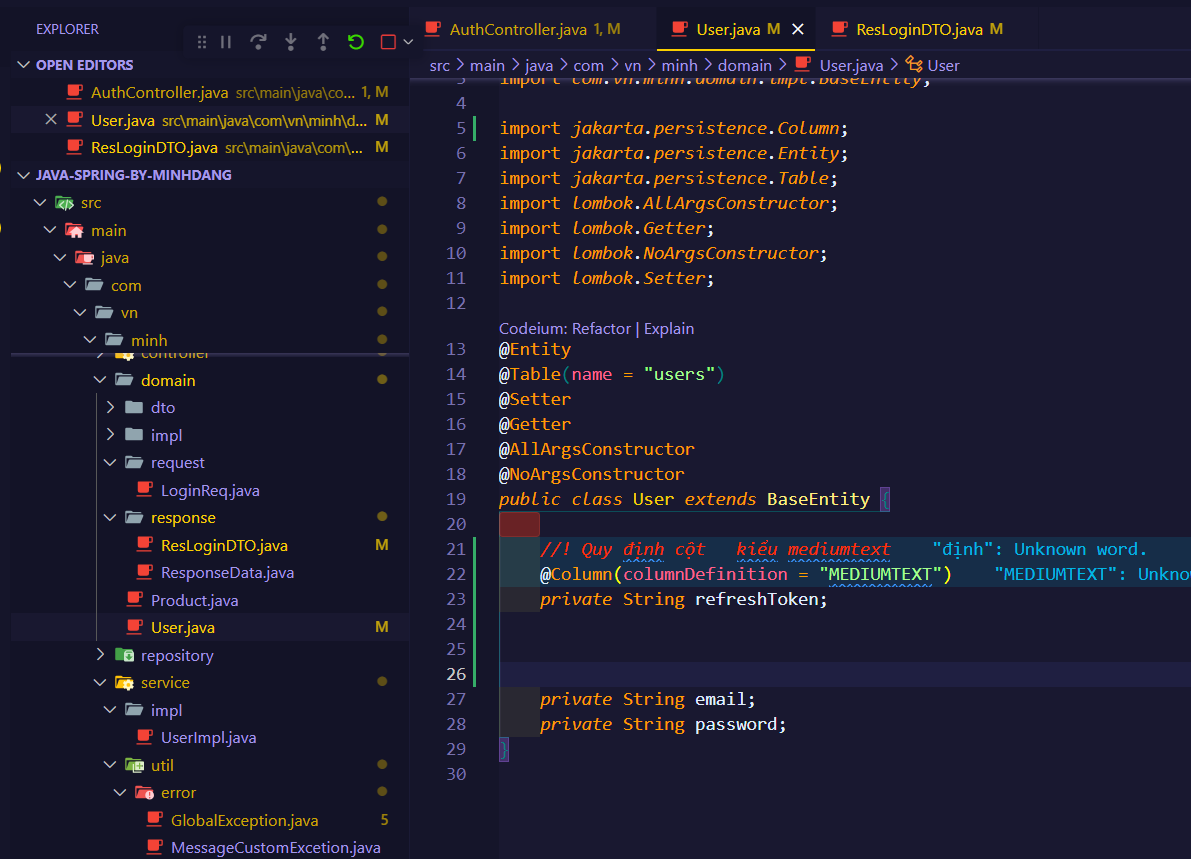 EXPLORER
OPEN EDITORS
AuthController.java src\main\java\co... 1, M
User.java src\main\java\com\vn\minh\d... M
ResLoginDTO.java src\main\java\com\... M
JAVA-SPRING-BY-MINHDANG
src
main
java
com
vn
minh
controller
domain
dto
impl
request
LoginReq.java
response
ResLoginDTO.java M
ResponseData.java
Product.java
User.java M
repository
service
impl
UserImpl.java
util
error
GlobalException.java 5
MessageCustomExcetion.java
AuthController.java 1, M
User.java M
ResLoginDTO.java M
src > main > java > com > vn > minh > domain > User.java > User
3 import com.vn.minh.domain.impl.BaseEntity;
4
5 import jakarta.persistence.Column;
6 import jakarta.persistence.Entity;
7 import jakarta.persistence.Table;
8 import lombok.AllArgsConstructor;
9 import lombok.Getter;
10 import lombok.NoArgsConstructor;
11 import lombok.Setter;
12
Codeium: Refactor | Explain
13 @Entity
14 @Table(name = "users")
15 @Setter
16 @Getter
17 @AllArgsConstructor
18 @NoArgsConstructor
19 public class User extends BaseEntity {
20
21 //! Quy định cột kiểu mediumtext "định": Unknown word.
22 @Column(columnDefinition = "MEDIUMTEXT") "MEDIUMTEXT": Unkno
23 private String refreshToken;
24
25
26
27 private String email;
28 private String password;
29 }
30